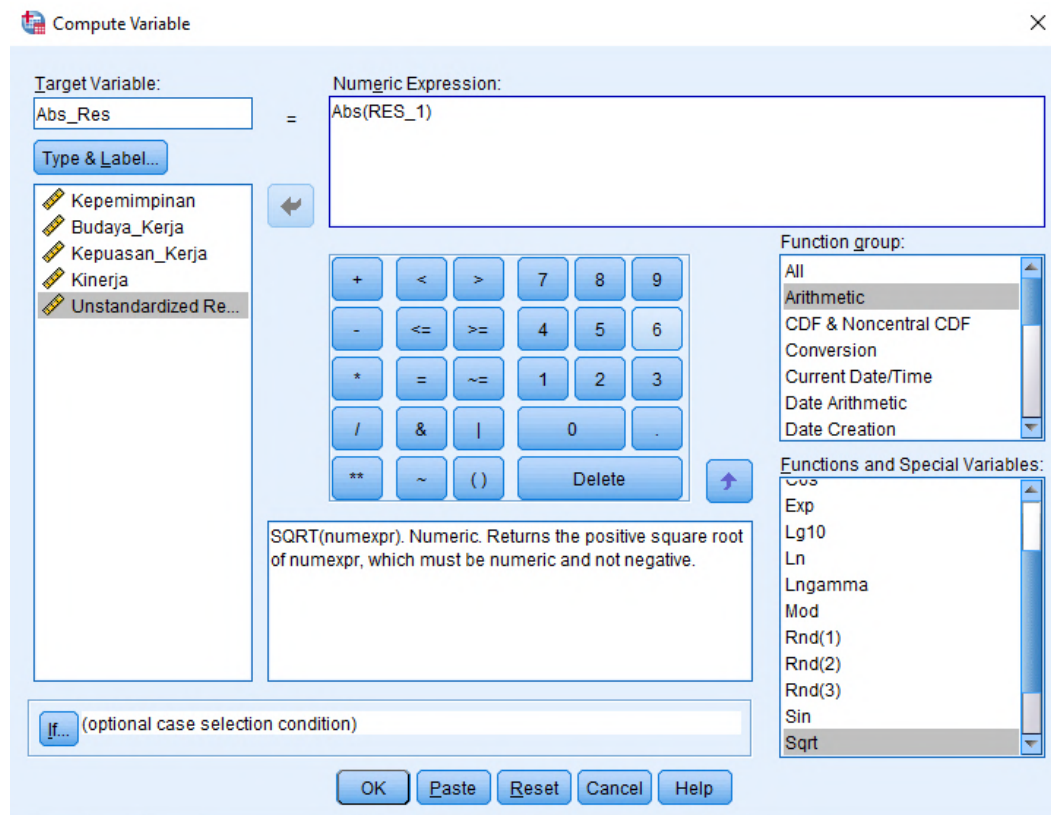 Compute Variable
Target Variable:
Abs_Res
=
Numeric Expression:
Abs(RES_1)
Type & Label...
Kepemimpinan
Budaya_Kerja
Kepuasan_Kerja
Kinerja
Unstandardized Re...
+ < > 7 8 9
- <= >= 4 5 6
* = ~= 1 2 3
/ & | 0 .
** ~ ( ) Delete
Function group:
All
Arithmetic
CDF & Noncentral CDF
Conversion
Current Date/Time
Date Arithmetic
Date Creation
SQRT(numexpr). Numeric. Returns the positive square root
of numexpr, which must be numeric and not negative.
Functions and Special Variables:
Cos
Exp
Lg10
Ln
Lngamma
Mod
Rnd(1)
Rnd(2)
Rnd(3)
Sin
Sqrt
If... (optional case selection condition)
OK Paste Reset Cancel Help